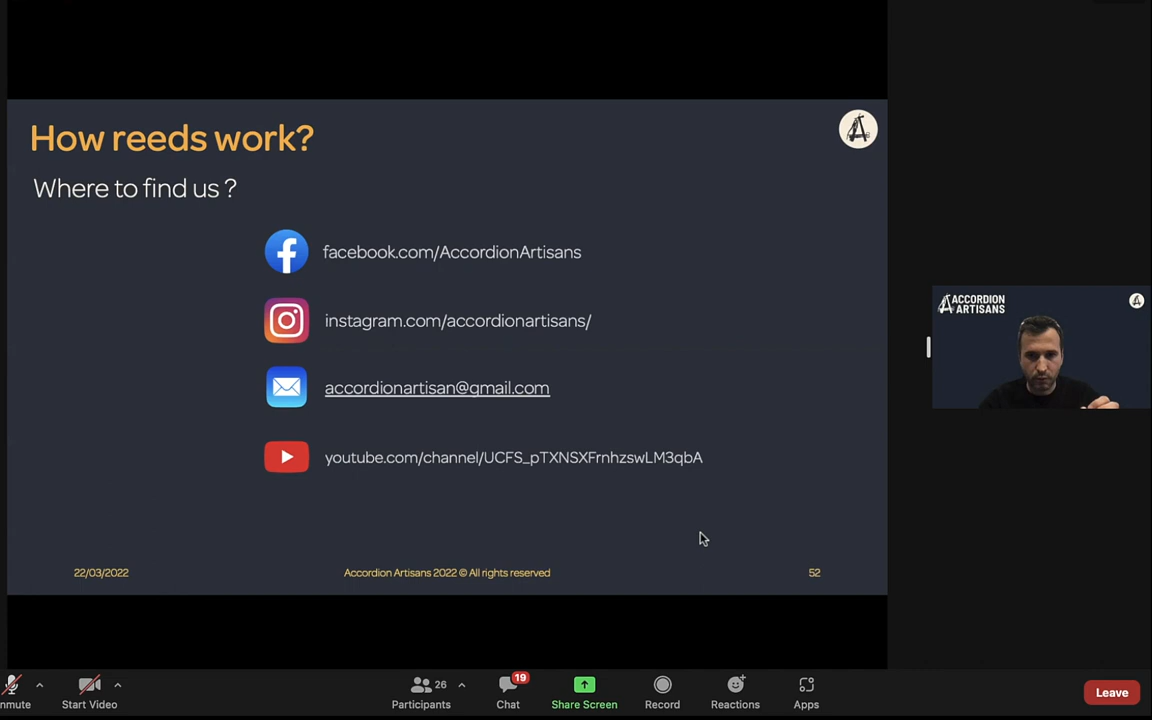 How reeds work?
Where to find us ?
facebook.com/AccordionArtisans
instagram.com/accordionartisans/
accordionartisan@gmail.com
youtube.com/channel/UCFS_pTXNSXFrnhzswLM3qbA
22/03/2022
Accordion Artisans 2022 © All rights reserved
52
ACCORDION
ARTISANS
nmute
Start Video
26
Participants
19
Chat
Share Screen
Record
Reactions
Apps
Leave